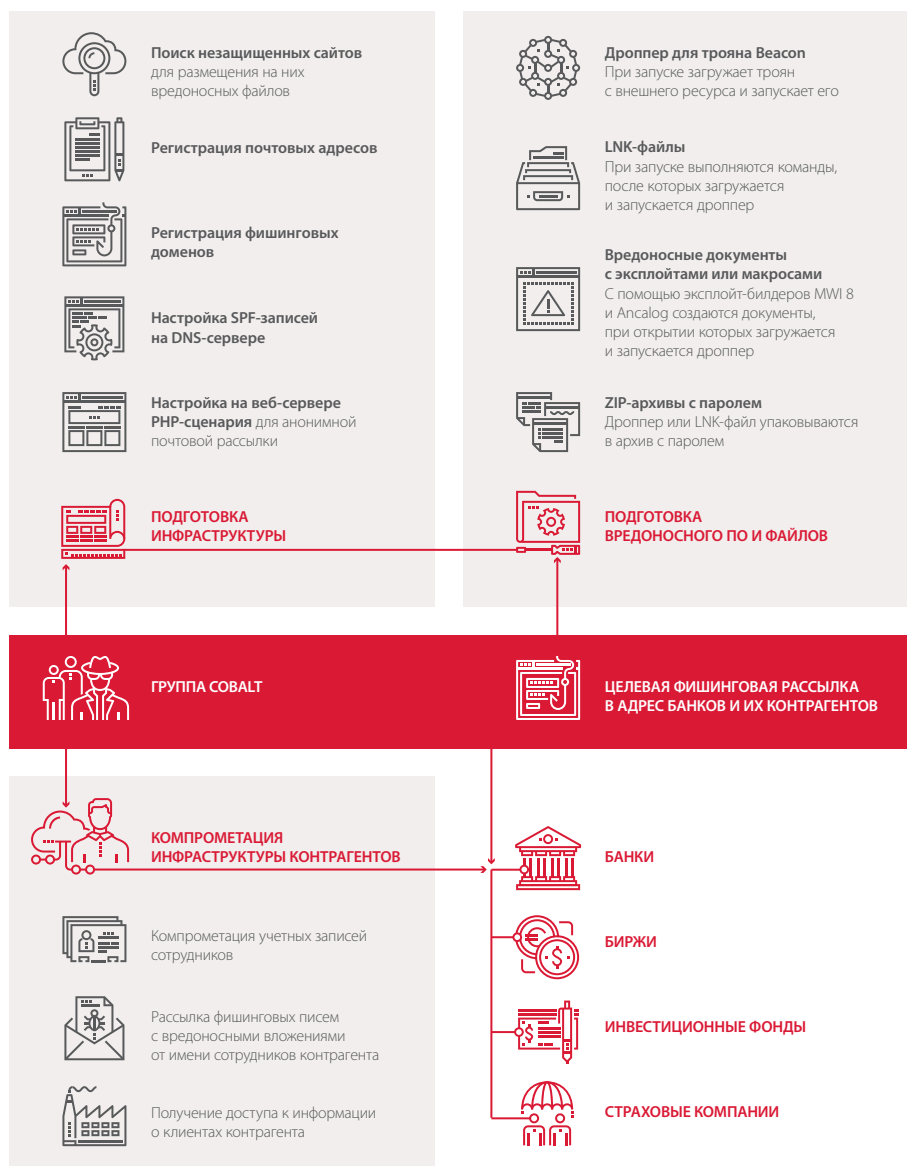 Поиск незащищенных сайтов
для размещения на них
вредоносных файлов
Регистрация почтовых адресов
Регистрация фишинговых
доменов
Настройка SPF-записей
на DNS-сервере
Настройка на веб-сервере
PHP-сценария для анонимной
почтовой рассылки
ПОДГОТОВКА
ИНФРАСТРУКТУРЫ
Дроппер для трояна Beacon
При запуске загружает троян
с внешнего ресурса и запускает его
LNK-файлы
При запуске выполняются команды,
после которых загружается
и запускается дроппер
Вредоносные документы
с эксплойтами или макросами
С помощью эксплойт-билдеров MWI 8
и Ancalog создаются документы,
при открытии которых загружается
и запускается дроппер
ZIP-архивы с паролем
Дроппер или LNK-файл упаковываются
в архив с паролем
ПОДГОТОВКА
ВРЕДОНОСНОГО ПО И ФАЙЛОВ
ГРУППА COBALT
ЦЕЛЕВАЯ ФИШИНГОВАЯ РАССЫЛКА
В АДРЕС БАНКОВ И ИХ КОНТРАГЕНТОВ
КОМПРОМЕТАЦИЯ
ИНФРАСТРУКТУРЫ КОНТРАГЕНТОВ
Компрометация учетных записей
сотрудников
Рассылка фишинговых писем
с вредоносными вложениями
от имени сотрудников контрагента
Получение доступа к информации
о клиентах контрагента
БАНКИ
БИРЖИ
ИНВЕСТИЦИОННЫЕ ФОНДЫ
СТРАХОВЫЕ КОМПАНИИ